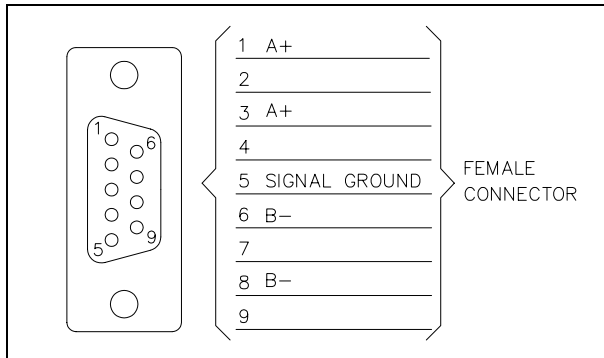 1
6
5
9
1 A+
2
3 A+
4
5 SIGNAL GROUND
6 B−
7
8 B−
9
FEMALE
CONNECTOR